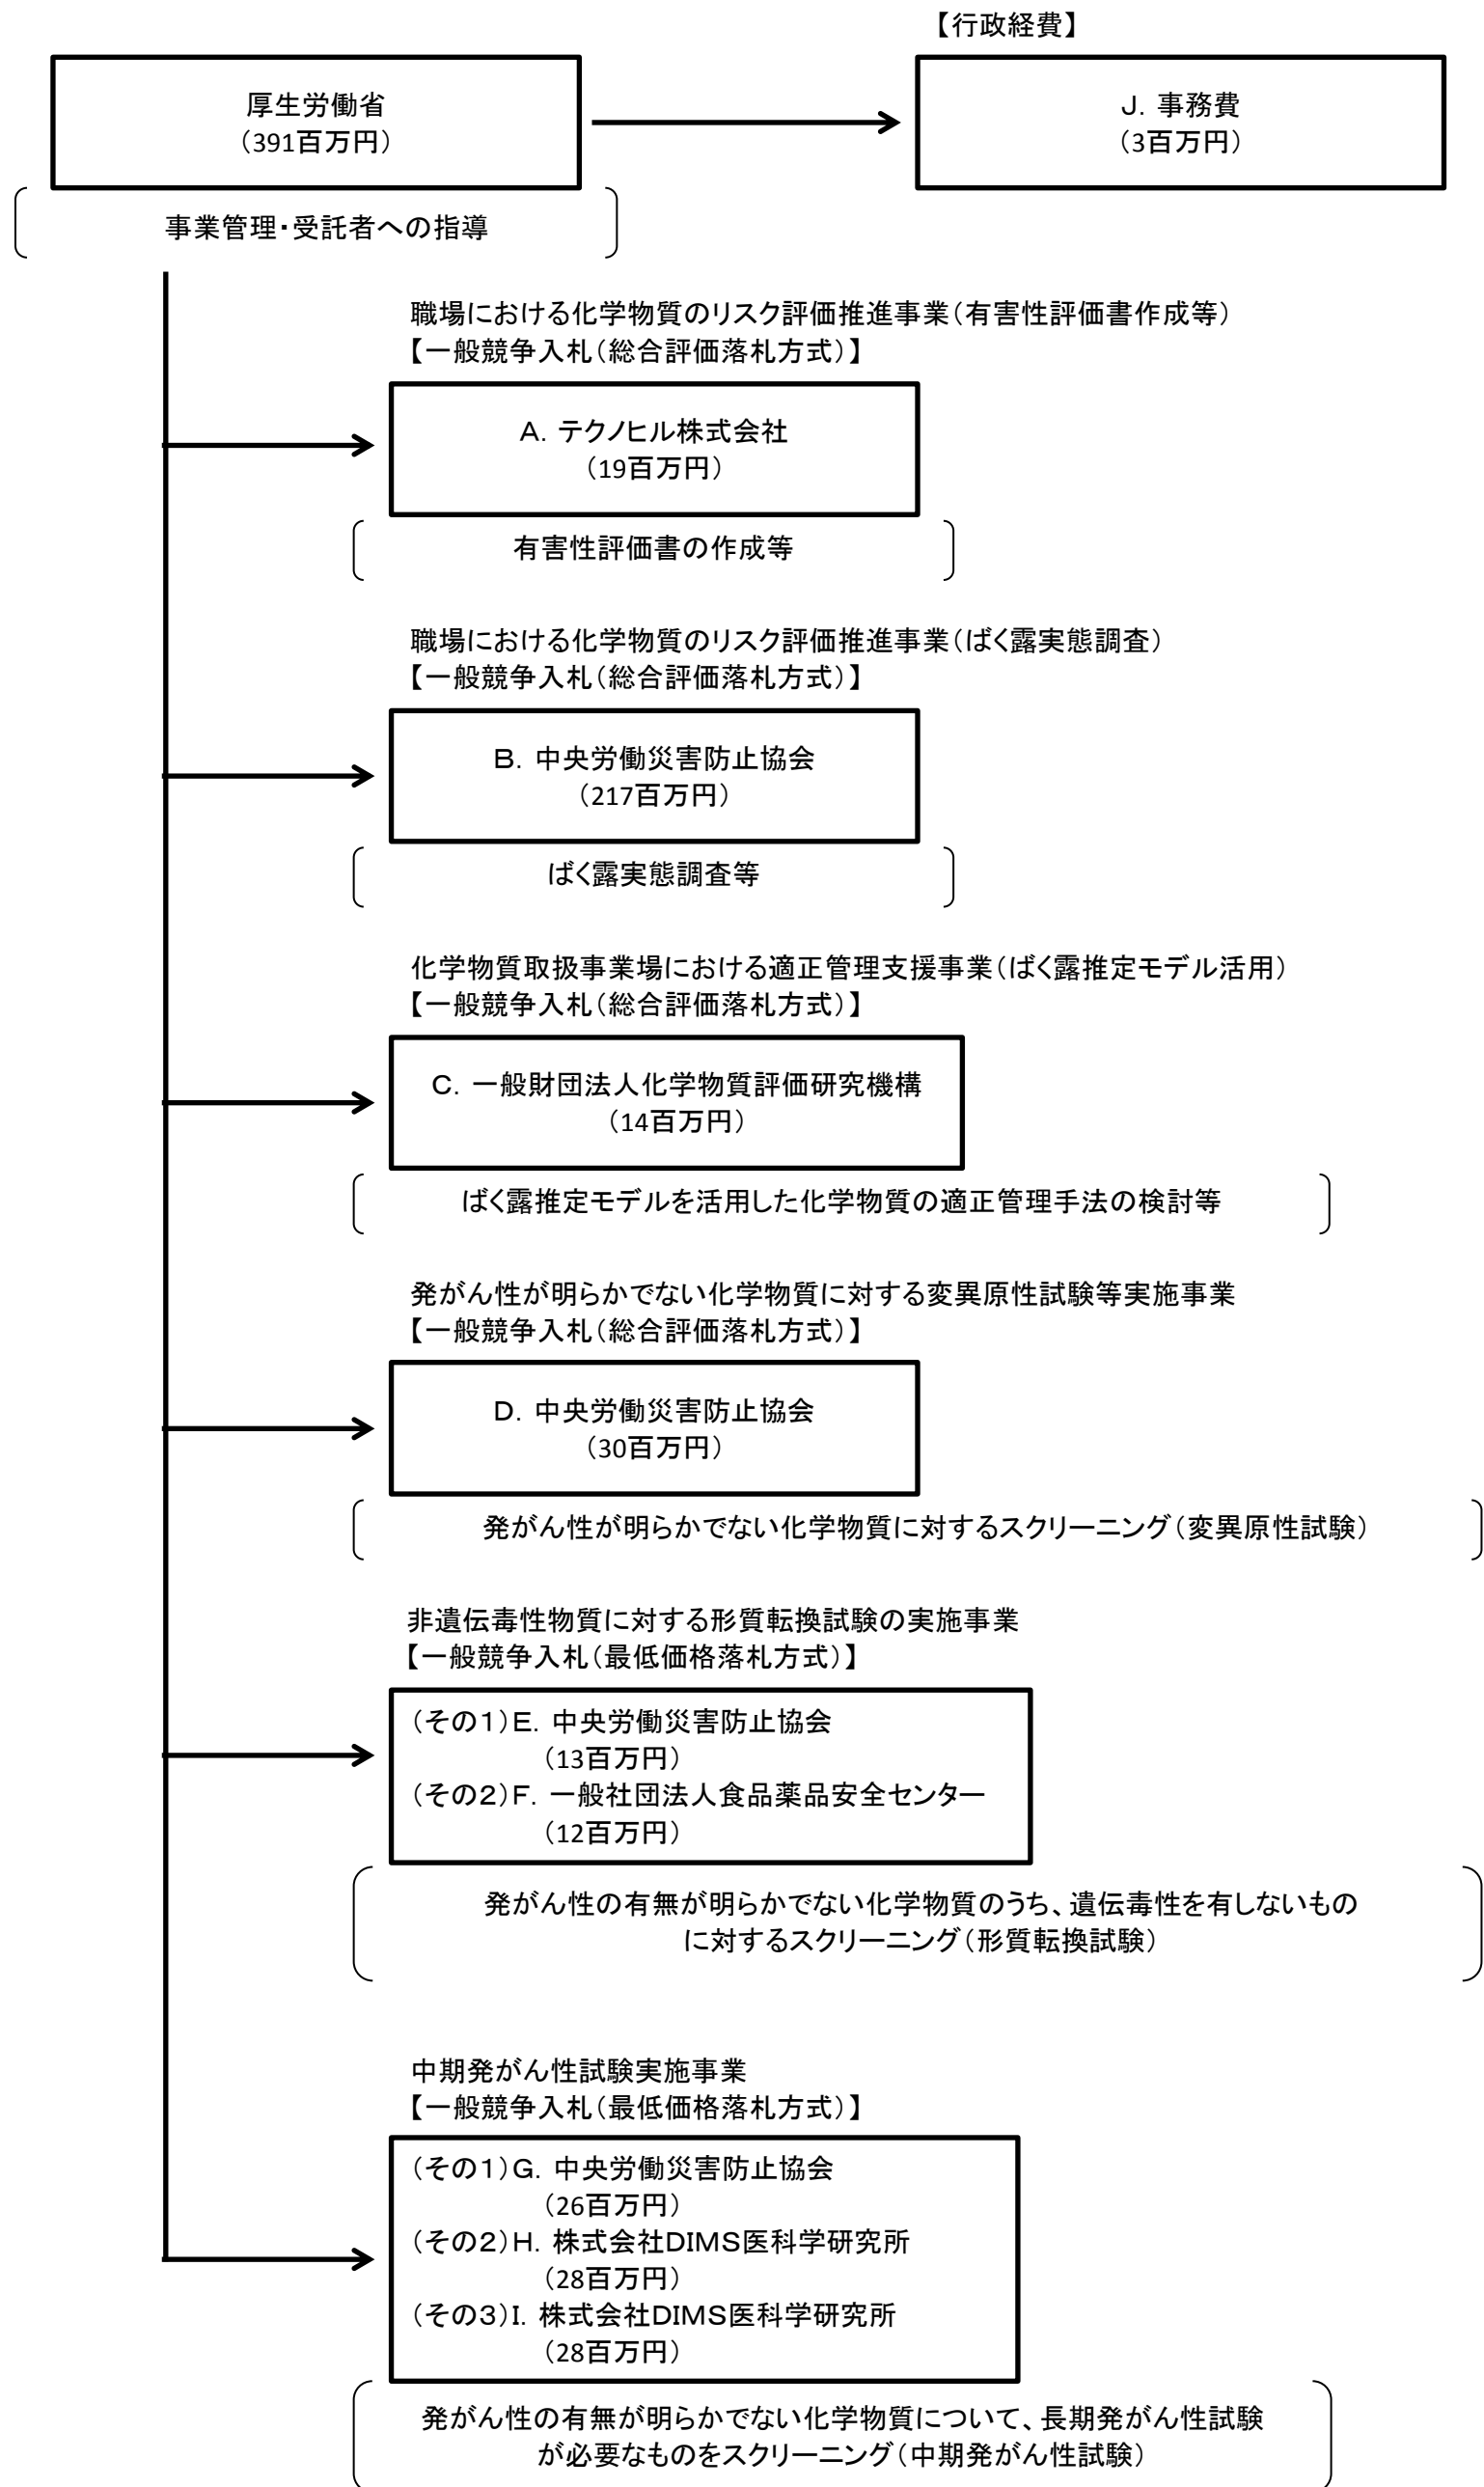 【行政経費】
厚生労働省
（391百万円）
J．事務費
（3百万円）
事業管理・受託者への指導
職場における化学物質のリスク評価推進事業（有害性評価書作成等）
【一般競争入札（総合評価落札方式）】
A．テクノヒル株式会社
（19百万円）
有害性評価書の作成等
職場における化学物質のリスク評価推進事業（ばく露実態調査）
【一般競争入札（総合評価落札方式）】
B．中央労働災害防止協会
（217百万円）
ばく露実態調査等
化学物質取扱事業場における適正管理支援事業（ばく露推定モデル活用）
【一般競争入札（総合評価落札方式）】
C．一般財団法人化学物質評価研究機構
（14百万円）
ばく露推定モデルを活用した化学物質の適正管理手法の検討等
発がん性が明らかでない化学物質に対する変異原性試験等実施事業
【一般競争入札（総合評価落札方式）】
D．中央労働災害防止協会
（30百万円）
発がん性が明らかでない化学物質に対するスクリーニング（変異原性試験）
非遺伝毒性物質に対する形質転換試験の実施事業
【一般競争入札（最低価格落札方式）】
（その１）E．中央労働災害防止協会
（13百万円）
（その２）F．一般社団法人食品薬品安全センター
（12百万円）
発がん性の有無が明らかでない化学物質のうち、遺伝毒性を有しないもの
に対するスクリーニング（形質転換試験）
中期発がん性試験実施事業
【一般競争入札（最低価格落札方式）】
（その１）G．中央労働災害防止協会
（26百万円）
（その２）H．株式会社DIMS医科学研究所
（28百万円）
（その３）I．株式会社DIMS医科学研究所
（28百万円）
発がん性の有無が明らかでない化学物質について、長期発がん性試験
が必要なものをスクリーニング（中期発がん性試験）